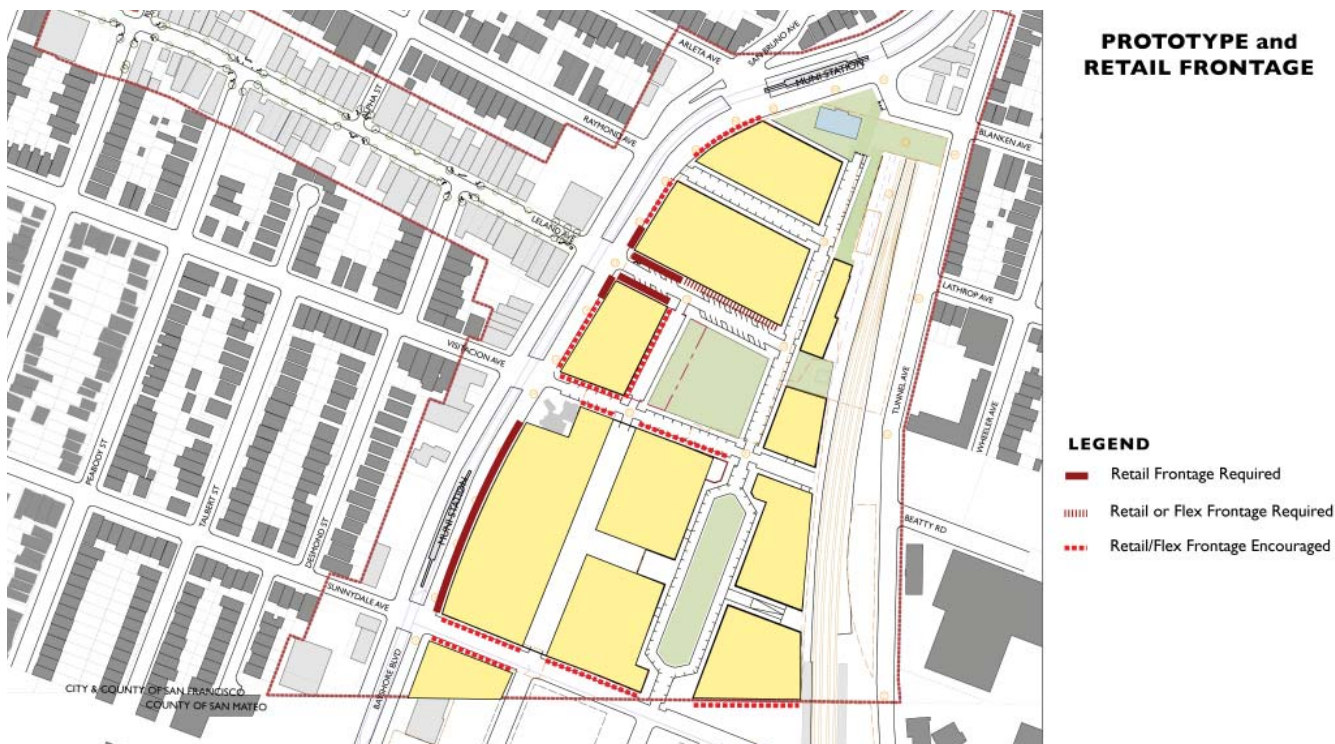 PROTOTYPE and
RETAIL FRONTAGE
ARLETA AVE
SAN BRUNO AVE
MUNI STATION
ALPHA ST
RAYMOND AVE
BLANKEN AVE
LELAND AVE
LATHROP AVE
VISITACION AVE
TUNNEL AVE
WHEELER AVE
PEABODY ST
TALBERT ST
DESMOND ST
MUNI STATION
BEATTY RD
SUNNYDALE AVE
BAYSHORE BLVD
CITY & COUNTY OF SAN FRANCISCO
COUNTY OF SAN MATEO
LEGEND
Retail Frontage Required
Retail or Flex Frontage Required
Retail/Flex Frontage Encouraged